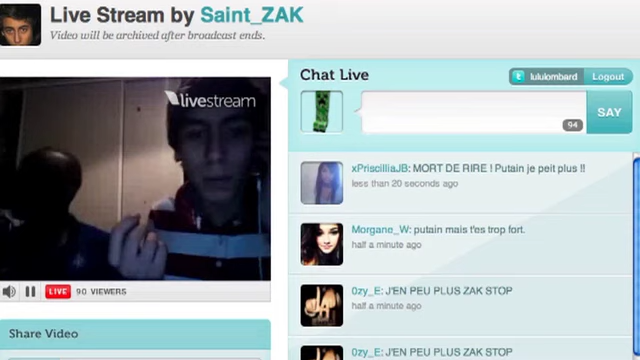 Live Stream by Saint_ZAK
Video will be archived after broadcast ends.
livestream
Chat Live
lululombard
Logout
94
SAY
xPriscilliaJB: MORT DE RIRE ! Putain je peit plus !!
less than 20 seconds ago
Morgane_W: putain mais t'es trop fort.
half a minute ago
0zy_E: J'EN PEU PLUS ZAK STOP
half a minute ago
0zy_E: J'EN PEU PLUS ZAK STOP
LIVE 90 VIEWERS
Share Video